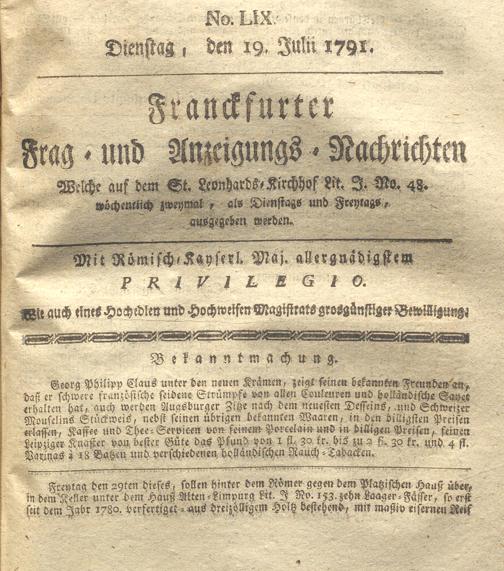 No. LIX.
Dienstag, den 19. Julii 1791.
Franckfurter
Frag- und Anzeigungs-Nachrichten
Welche auf dem St. Leonhards-Kirchhof Lit. J. No. 48.
wöchentlich zweymal, als Dienstags und Freytags,
ausgegeben werden.
Mit Römisch-Kayserl. Maj. allergnädigstem
PRIVILEGIO.
Wie auch eines Hochedlen und Hochweisen Magistrats grosgünstiger Bewilligung.
Bekanntmachung.
Georg Philipp Claus unter den neuen Krämen, zeigt seinen bekannten Freunden an,
daß er schwere französische seidene Strümpfe von allen Couleuren und holländische Sayet
erhalten hat, auch werden Augsburger Zitze nach dem neuesten Desseins, und Schweizer
Mouselins Stückweis, nebst seinen übrigen bekannten Waaren, in den billigsten Preisen
erlassen, Kaffee und Thee-Servicen von feinem Porcelain und in billigen Preisen, feinen
Leipziger Knaster von bester Güte das Pfund von 1 fl. 30 kr. bis zu 2 fl. 30 kr. und 4 fl.
Varinas à 18 Batzen und verschiedenen holländischen Rauch-Tabacken.
Freytag den 29ten dieses, sollen hinter dem Römer gegen dem Platzischen Hauß über,
in dem Keller unter dem Hauß Alten-Limpurg Lit. J No. 153. zehn Laager-Fässer, so erst
seit dem Jahr 1780. verfertiget-aus dreizölligem Holtz bestehend, mit massiv eisernen Reif